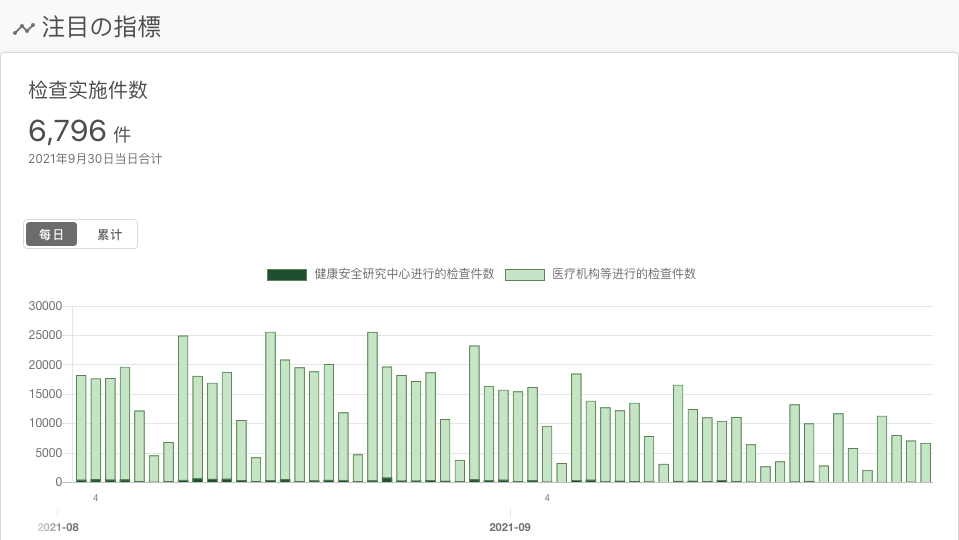 注目の指標
检查实施件数
6,796 件
2021年9月30日当日合计
每日 累计
健康安全研究中心进行的检查件数 医疗机构等进行的检查件数
30000
25000
20000
15000
10000
5000
0
4 4
2021-08 2021-09